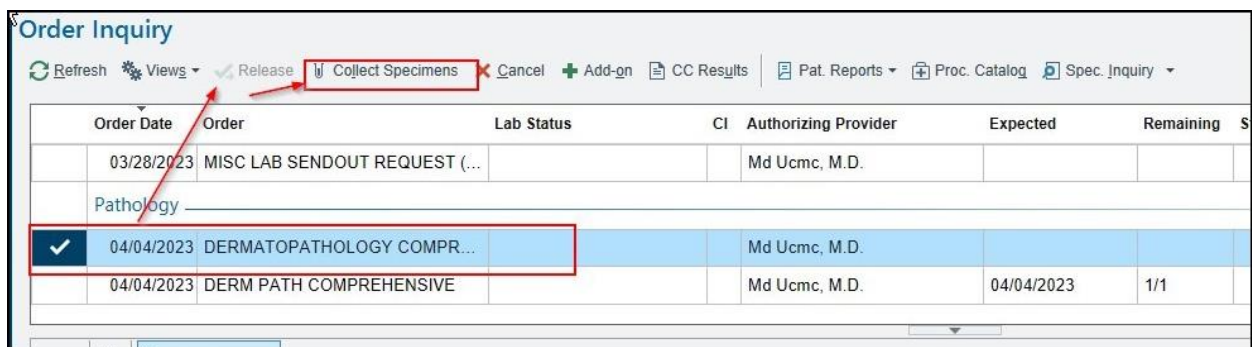 Order Inquiry
Refresh Views Release Collect Specimens Cancel Add-on CC Results Pat. Reports Proc. Catalog Spec. Inquiry
Order Date Order Lab Status CI Authorizing Provider Expected Remaining
03/28/2023 MISC LAB SENDOUT REQUEST (... Md Ucmc, M.D.
Pathology
04/04/2023 DERMATOPATHOLOGY COMPR... Md Ucmc, M.D.
04/04/2023 DERM PATH COMPREHENSIVE Md Ucmc, M.D. 04/04/2023 1/1